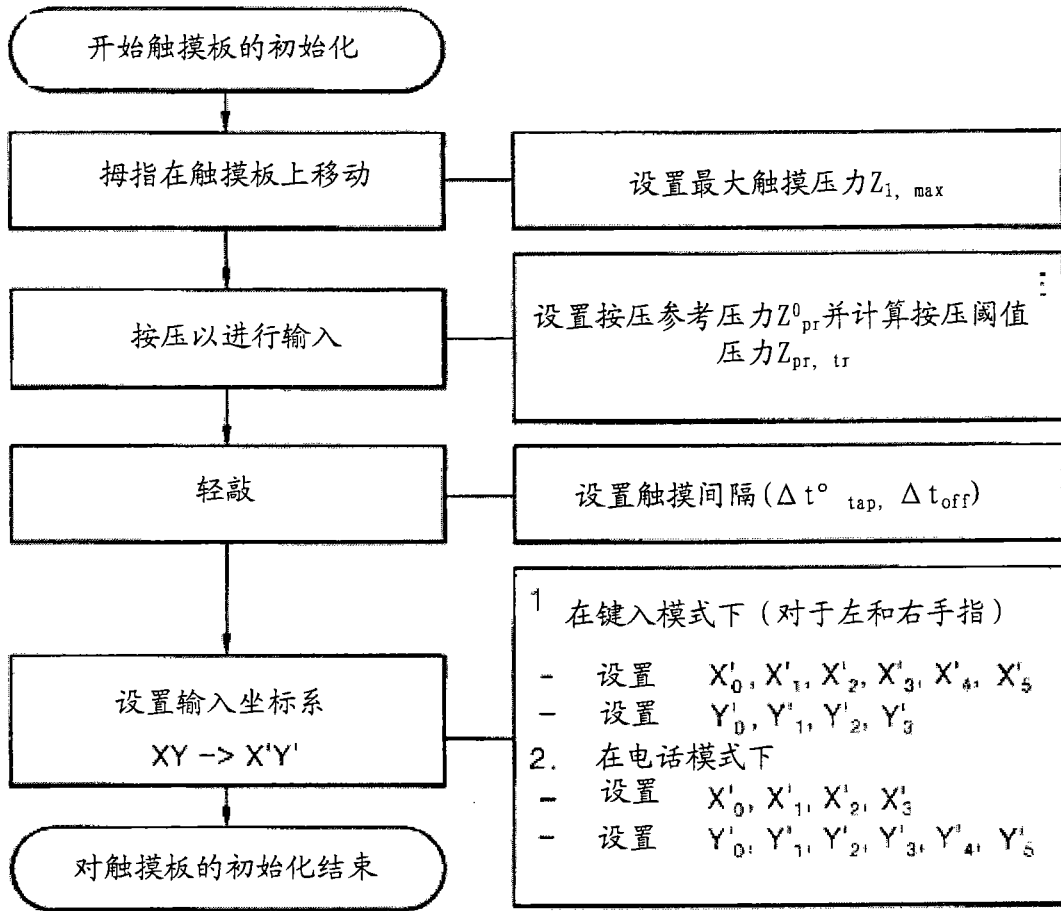 开始触摸板的初始化
拇指在触摸板上移动
设置最大触摸压力Z1, max
按压以进行输入
设置按压参考压力Z⁰pr并计算按压阈值
压力Zpr, tr
轻敲
设置触摸间隔(Δt° tap, Δtoff)
设置输入坐标系
XY -> X'Y'
1 在键入模式下（对于左和右手指）
- 设置 X'0, X'1, X'2, X'3, X'4, X'5
- 设置 Y'0, Y'1, Y'2, Y'3
2. 在电话模式下
- 设置 X'0, X'1, X'2, X'3
- 设置 Y'0, Y'1, Y'2, Y'3, Y'4, Y'5
对触摸板的初始化结束